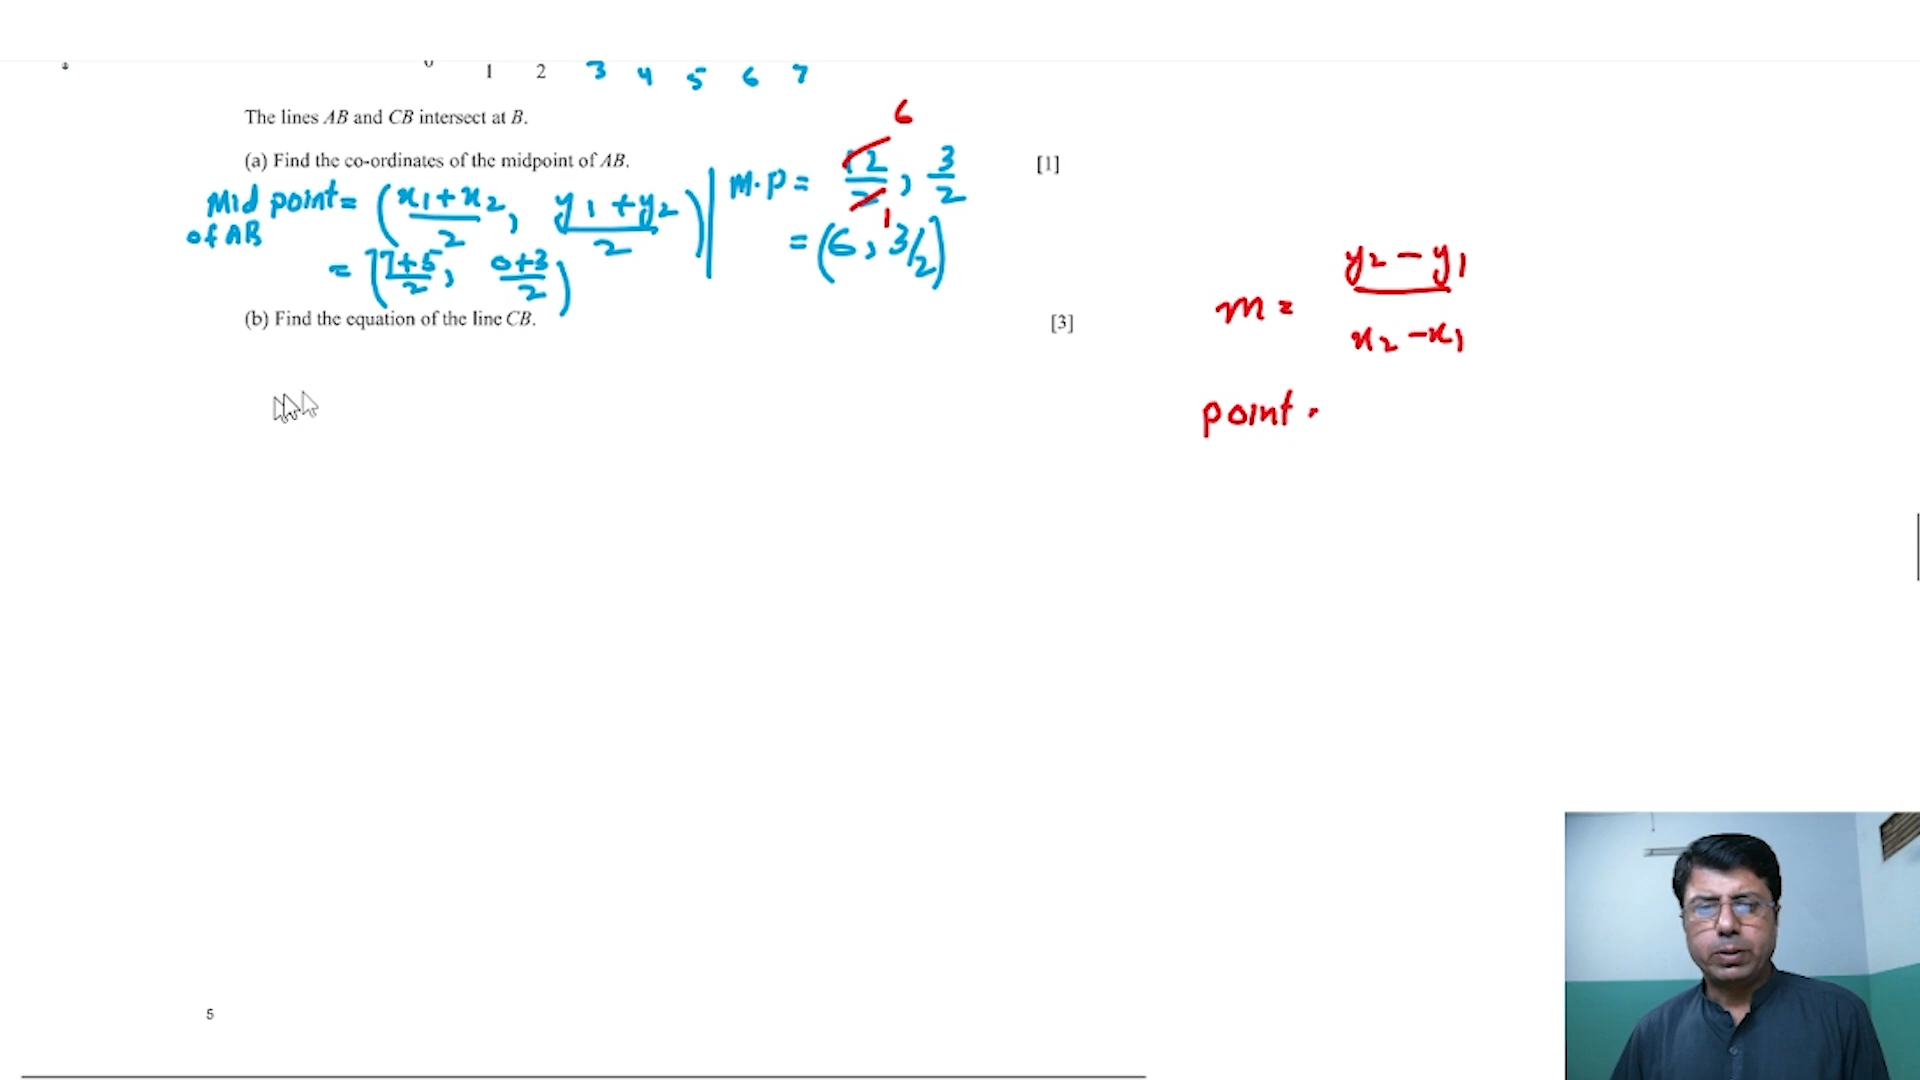 0 1 2 3 4 5 6 7
The lines AB and CB intersect at B.
(a) Find the co-ordinates of the midpoint of AB. [1]
Mid point of AB = (x₁+x₂/2, y₁+y₂/2)
= (7+5/2, 0+3/2)
m.p = 12/2, 3/2
6
1
= (6, 3/2)
(b) Find the equation of the line CB. [3]
m = y₂-y₁/x₂-x₁
point .
5